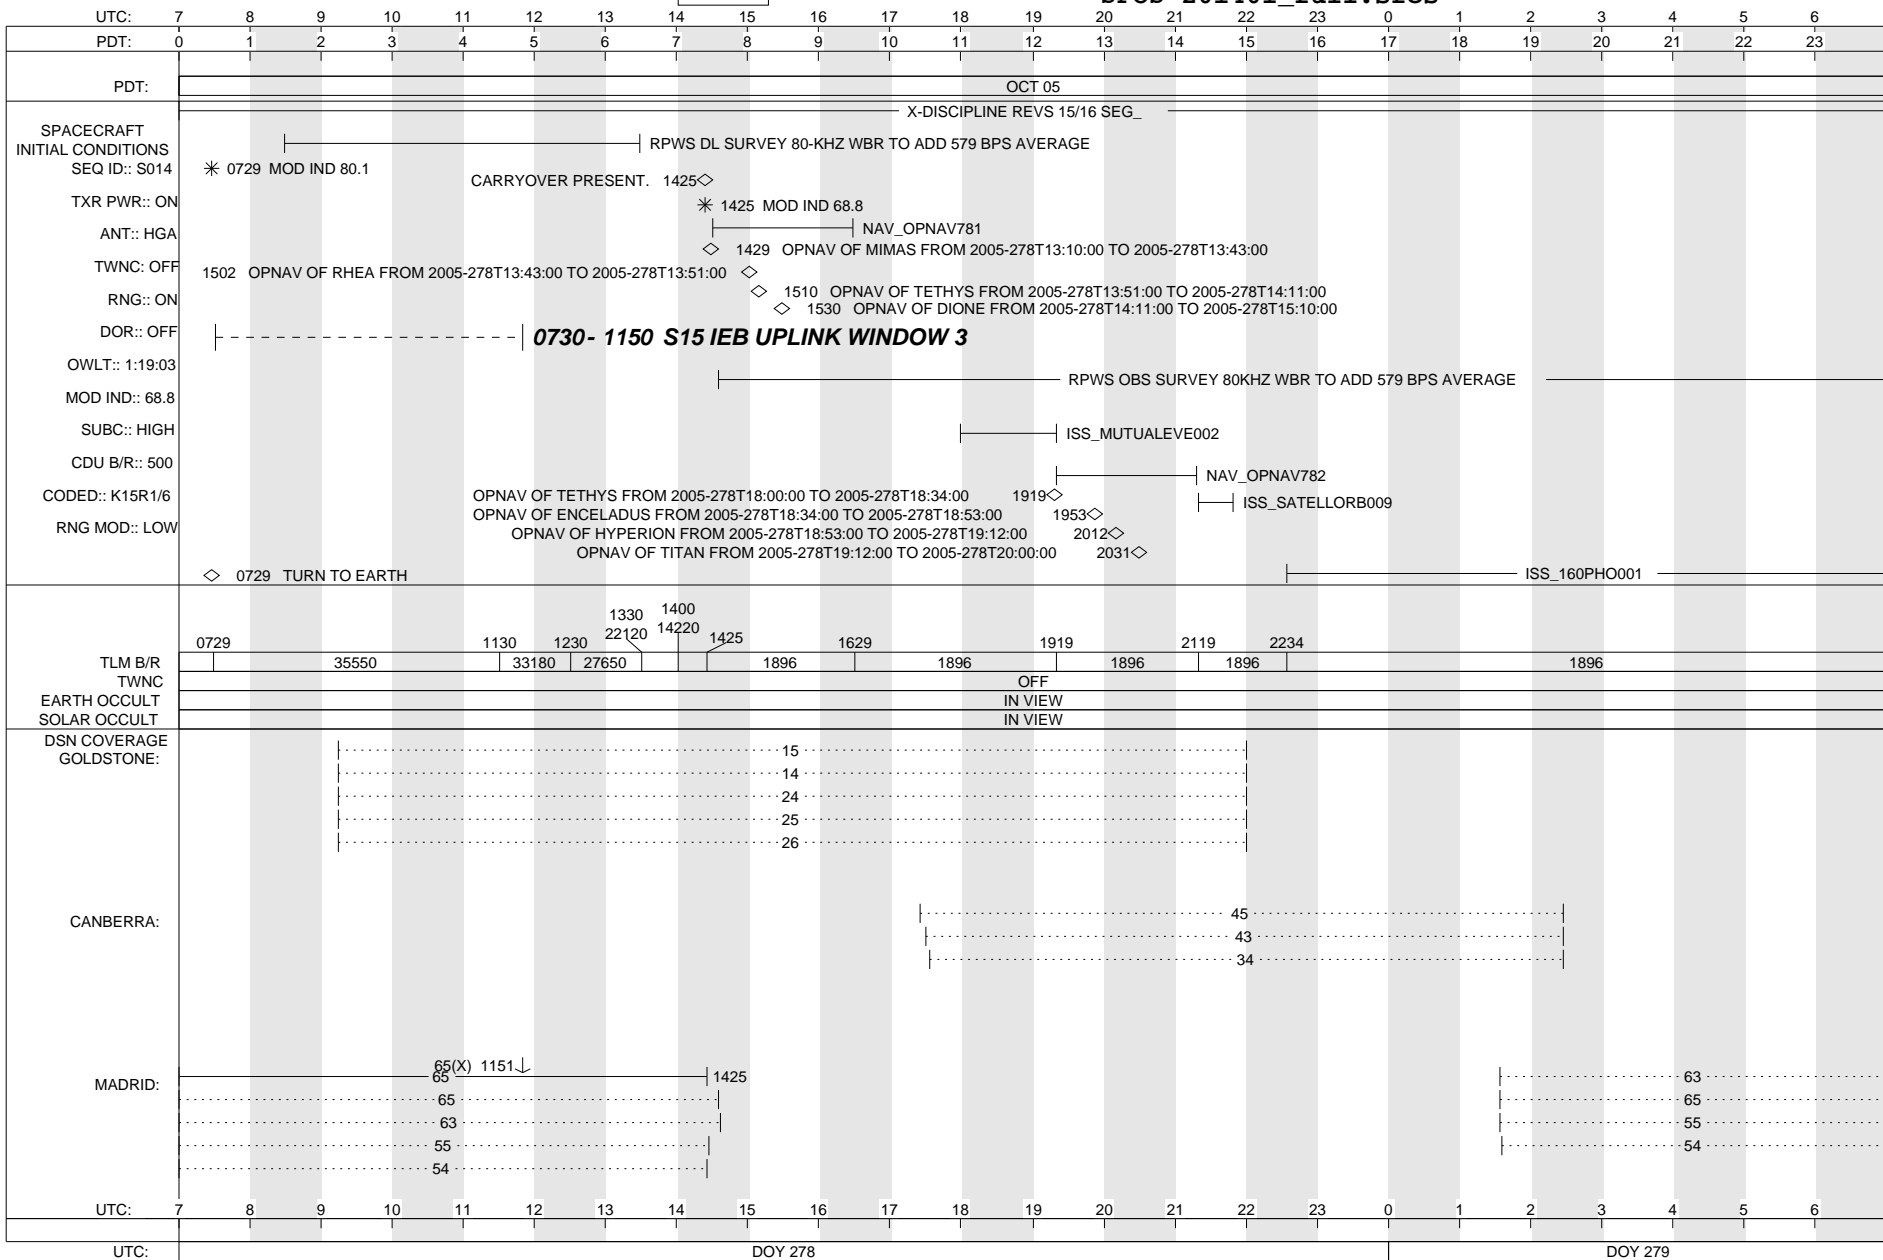 UTC: 7 8 9 10 11 12 13 14 15 16 17 18 19 20 21 22 23 0 1 2 3 4 5 6
PDT: 0 1 2 3 4 5 6 7 8 9 10 11 12 13 14 15 16 17 18 19 20 21 22 23
PDT: OCT 05
X-DISCIPLINE REVS 15/16 SEG_
SPACECRAFT
INITIAL CONDITIONS
RPWS DL SURVEY 80-KHZ WBR TO ADD 579 BPS AVERAGE
SEQ ID:: S014
0729 MOD IND 80.1
CARRYOVER PRESENT. 1425
TXR PWR:: ON
1425 MOD IND 68.8
ANT:: HGA
NAV_OPNAV781
1429 OPNAV OF MIMAS FROM 2005-278T13:10:00 TO 2005-278T13:43:00
TWNC: OFF
1502 OPNAV OF RHEA FROM 2005-278T13:43:00 TO 2005-278T13:51:00
RNG:: ON
1510 OPNAV OF TETHYS FROM 2005-278T13:51:00 TO 2005-278T14:11:00
1530 OPNAV OF DIONE FROM 2005-278T14:11:00 TO 2005-278T15:10:00
DOR:: OFF
0730- 1150 S15 IEB UPLINK WINDOW 3
OWLT:: 1:19:03
RPWS OBS SURVEY 80KHZ WBR TO ADD 579 BPS AVERAGE
MOD IND:: 68.8
SUBC:: HIGH
ISS_MUTUALEVE002
CDU B/R:: 500
NAV_OPNAV782
CODED:: K15R1/6
OPNAV OF TETHYS FROM 2005-278T18:00:00 TO 2005-278T18:34:00 1919
ISS_SATELLORB009
OPNAV OF ENCELADUS FROM 2005-278T18:34:00 TO 2005-278T18:53:00 1953
RNG MOD:: LOW
OPNAV OF HYPERION FROM 2005-278T18:53:00 TO 2005-278T19:12:00 2012
OPNAV OF TITAN FROM 2005-278T19:12:00 TO 2005-278T20:00:00 2031
0729 TURN TO EARTH
ISS_160PHO001
1330 1400
22120 14220
0729 1130 1230 1425 1629 1919 2119 2234
TLM B/R 35550 33180 27650 1896 1896 1896 1896 1896
TWNC OFF
EARTH OCCULT IN VIEW
SOLAR OCCULT IN VIEW
DSN COVERAGE
GOLDSTONE:
15
14
24
25
26
CANBERRA:
45
43
34
65(X) 1151
MADRID:
65 1425 63
65 65
63 55
55 54
54
UTC: 7 8 9 10 11 12 13 14 15 16 17 18 19 20 21 22 23 0 1 2 3 4 5 6
UTC: DOY 278 DOY 279